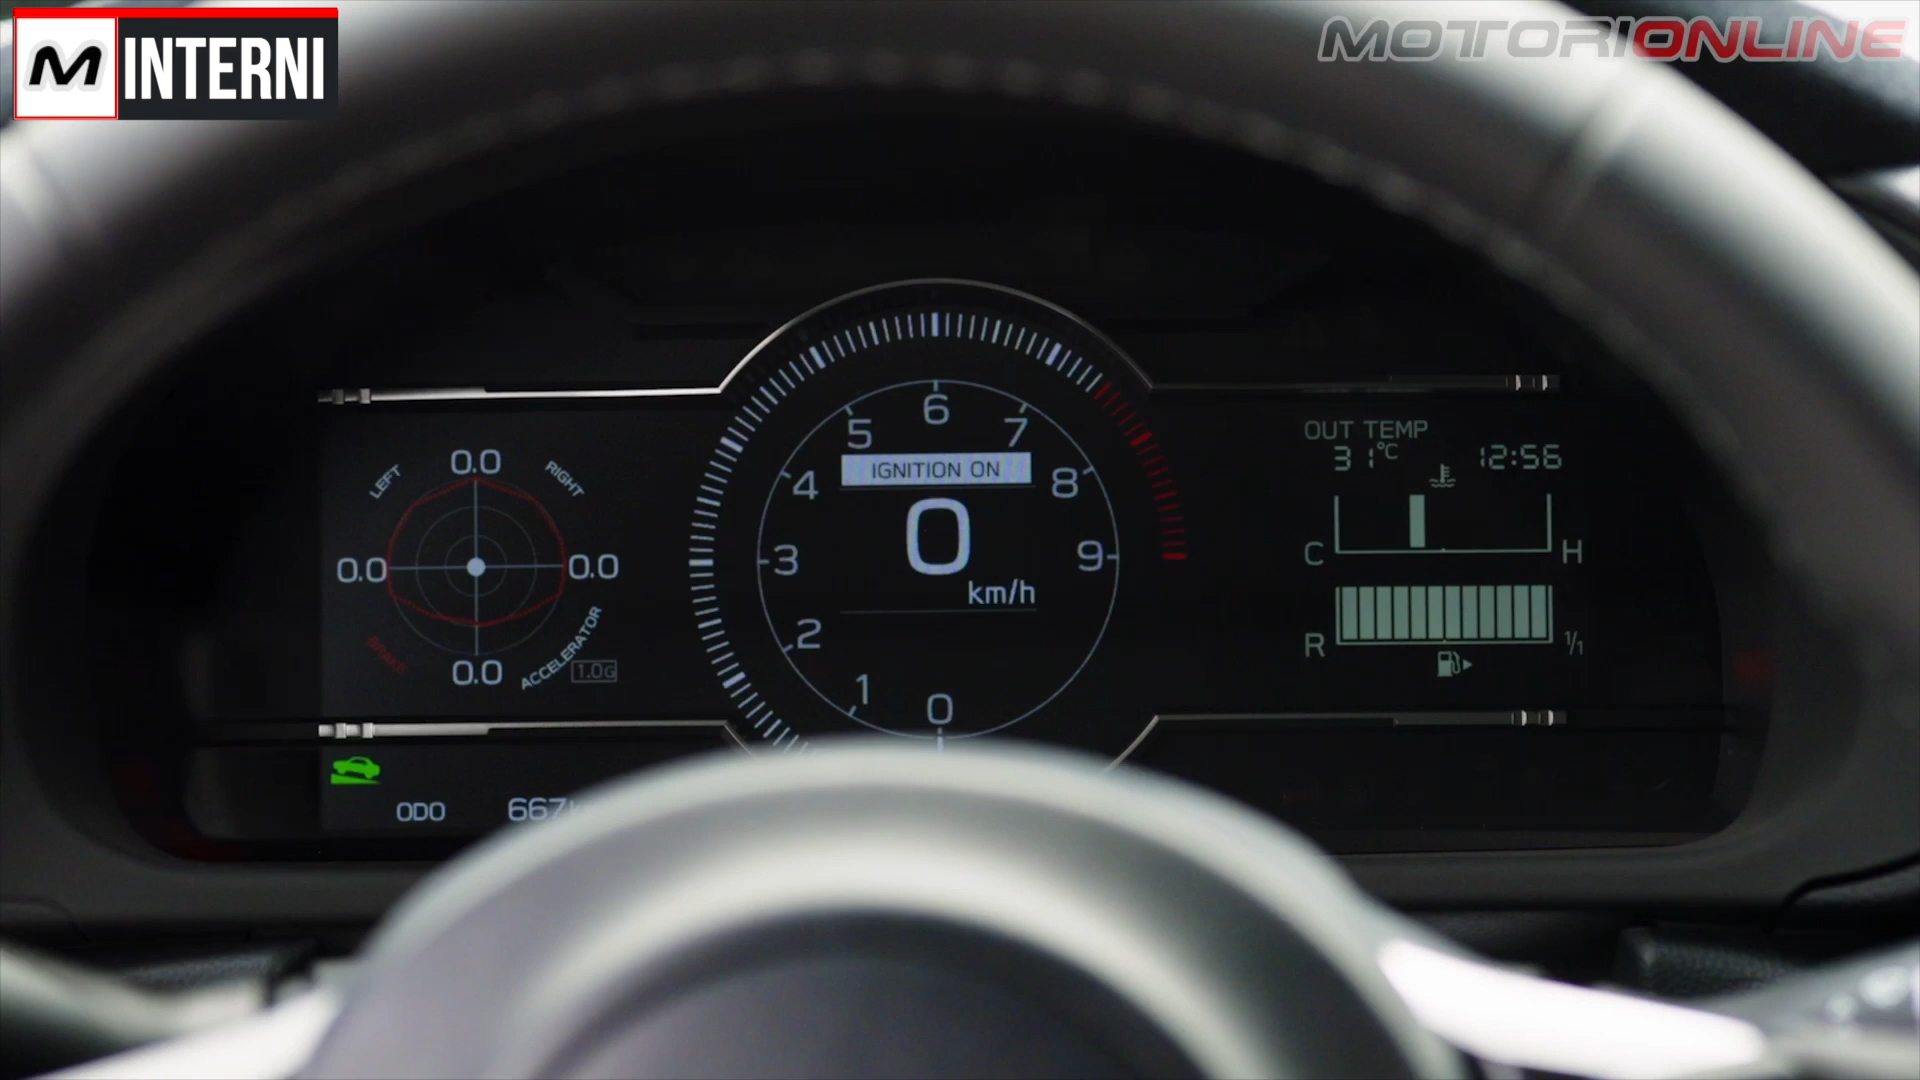 M INTERNI
MOTORIONLINE
LEFT
0.0
RIGHT
0.0
0.0
BRAKE
0.0
ACCELERATOR
1.0G
0
1
2
3
4
5
6
7
8
9
IGNITION ON
0
km/h
OUT TEMP
31°C
12:56
C
H
R
1/1
ODO
667